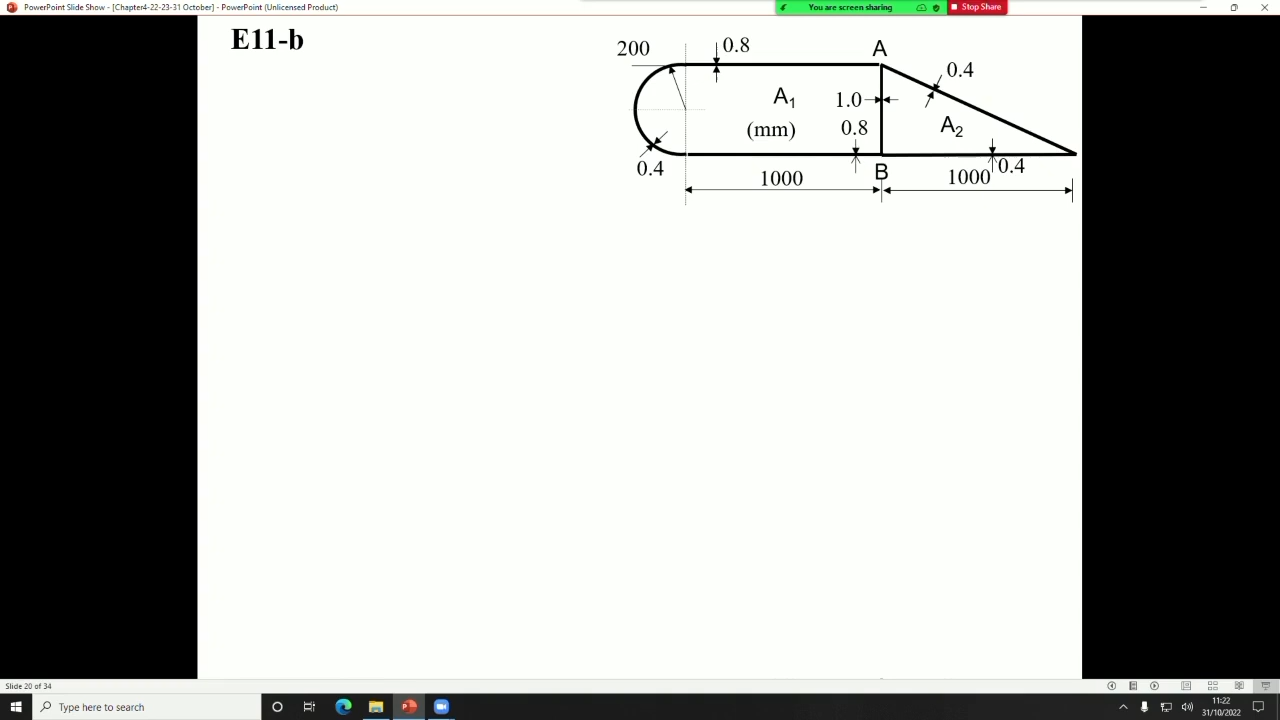 PowerPoint Slide Show - [Chapter4-22-23-31 October] - PowerPoint (Unlicensed Product)
You are screen sharing
Stop Share
E11-b
200
0.8
A
0.4
A1
1.0
(mm)
0.8
A2
0.4
B
0.4
1000
1000
Slide 20 of 34
Type here to search
11:22
31/10/2022